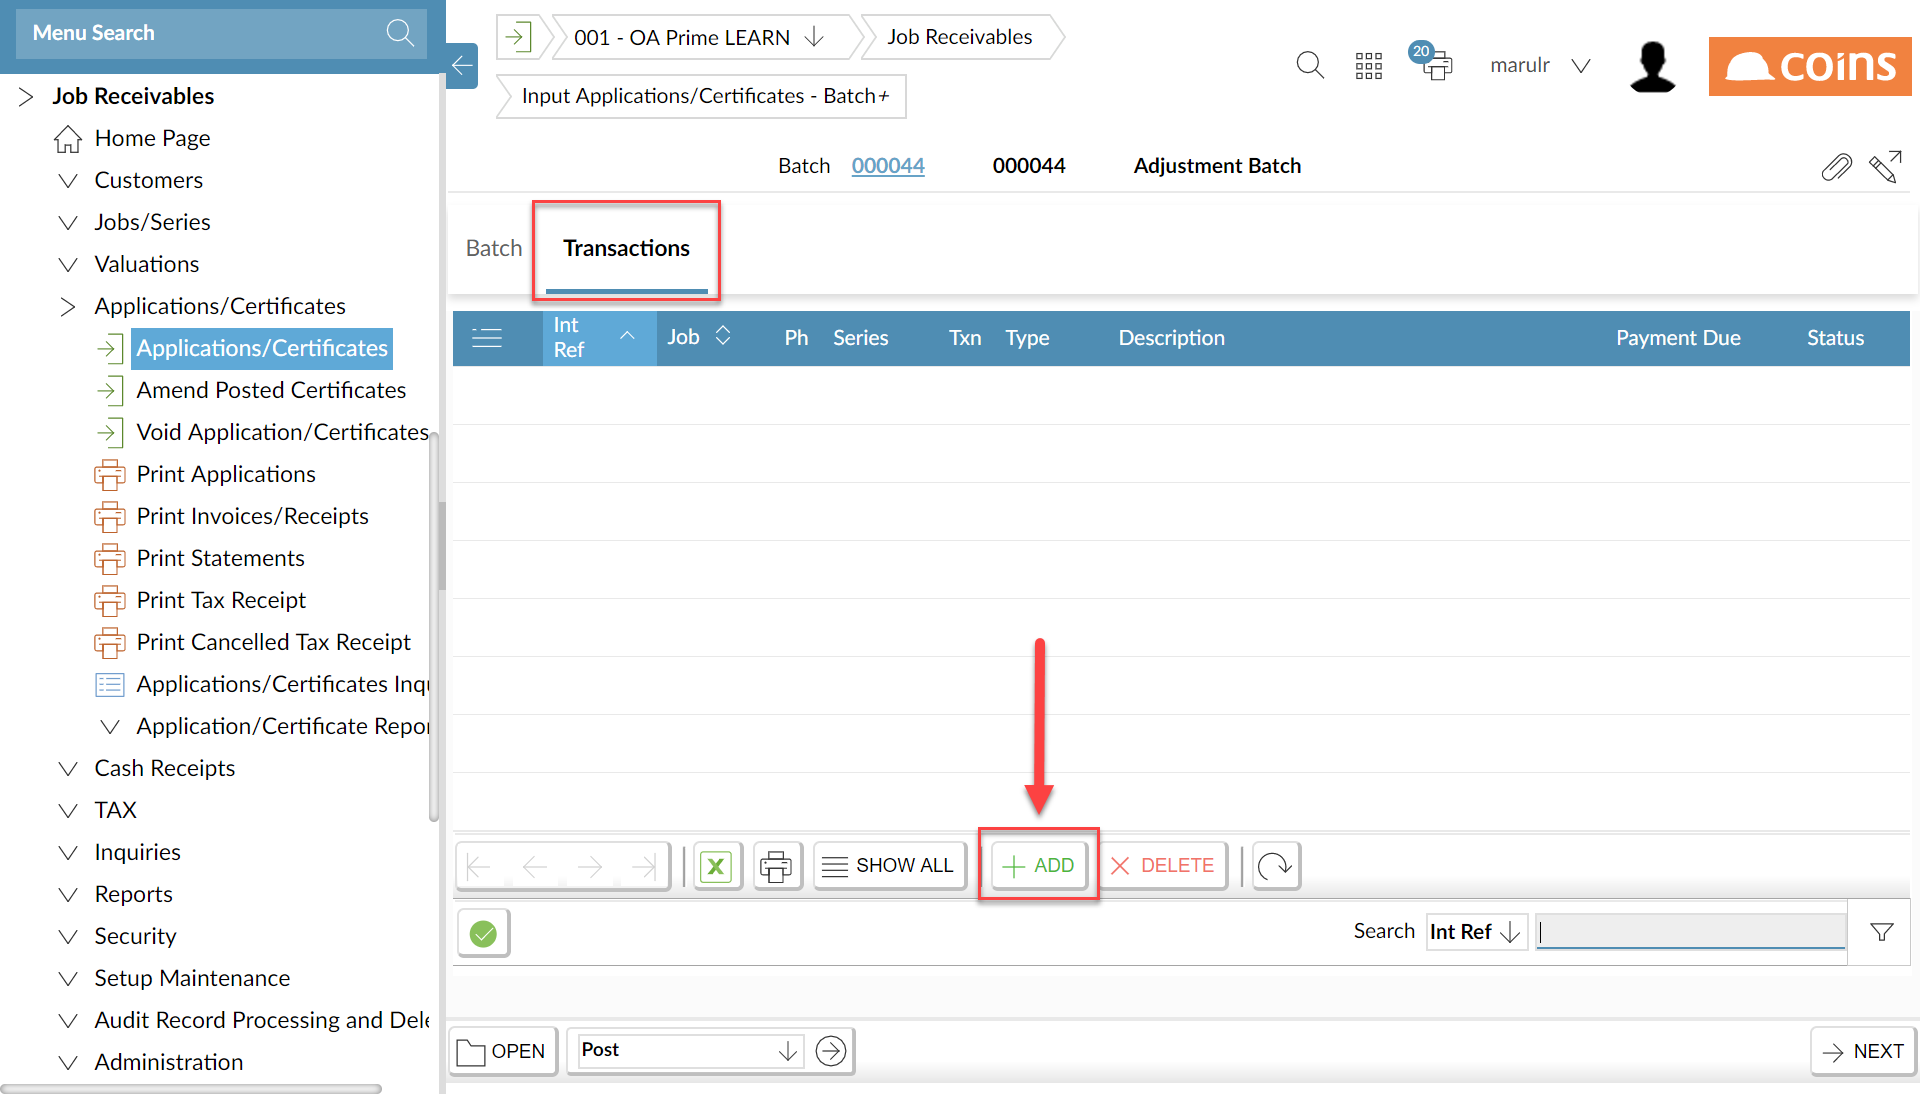 Menu Search
Job Receivables
Home Page
Customers
Jobs/Series
Valuations
Applications/Certificates
Applications/Certificates
Amend Posted Certificates
Void Application/Certificates
Print Applications
Print Invoices/Receipts
Print Statements
Print Tax Receipt
Print Cancelled Tax Receipt
Applications/Certificates Inq
Application/Certificate Repo
Cash Receipts
TAX
Inquiries
Reports
Security
Setup Maintenance
Audit Record Processing and Dele
Administration
001 - OA Prime LEARN
Job Receivables
Input Applications/Certificates - Batch+
20
marulr
coins
Batch 000044 000044 Adjustment Batch
Batch Transactions
Int Ref Job Ph Series Txn Type Description Payment Due Status
SHOW ALL ADD DELETE
Search Int Ref
OPEN Post NEXT